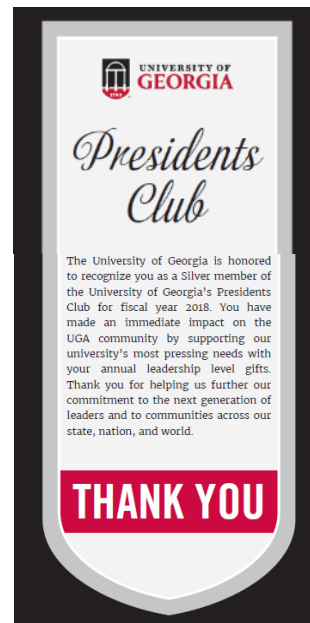 UNIVERSITY OF
GEORGIA
1785
Presidents
Club
The University of Georgia is honored
to recognize you as a Silver member of
the University of Georgia's Presidents
Club for fiscal year 2018. You have
made an immediate impact on the
UGA community by supporting our
university's most pressing needs with
your annual leadership level gifts.
Thank you for helping us further our
commitment to the next generation of
leaders and to communities across our
state, nation, and world.
THANK YOU